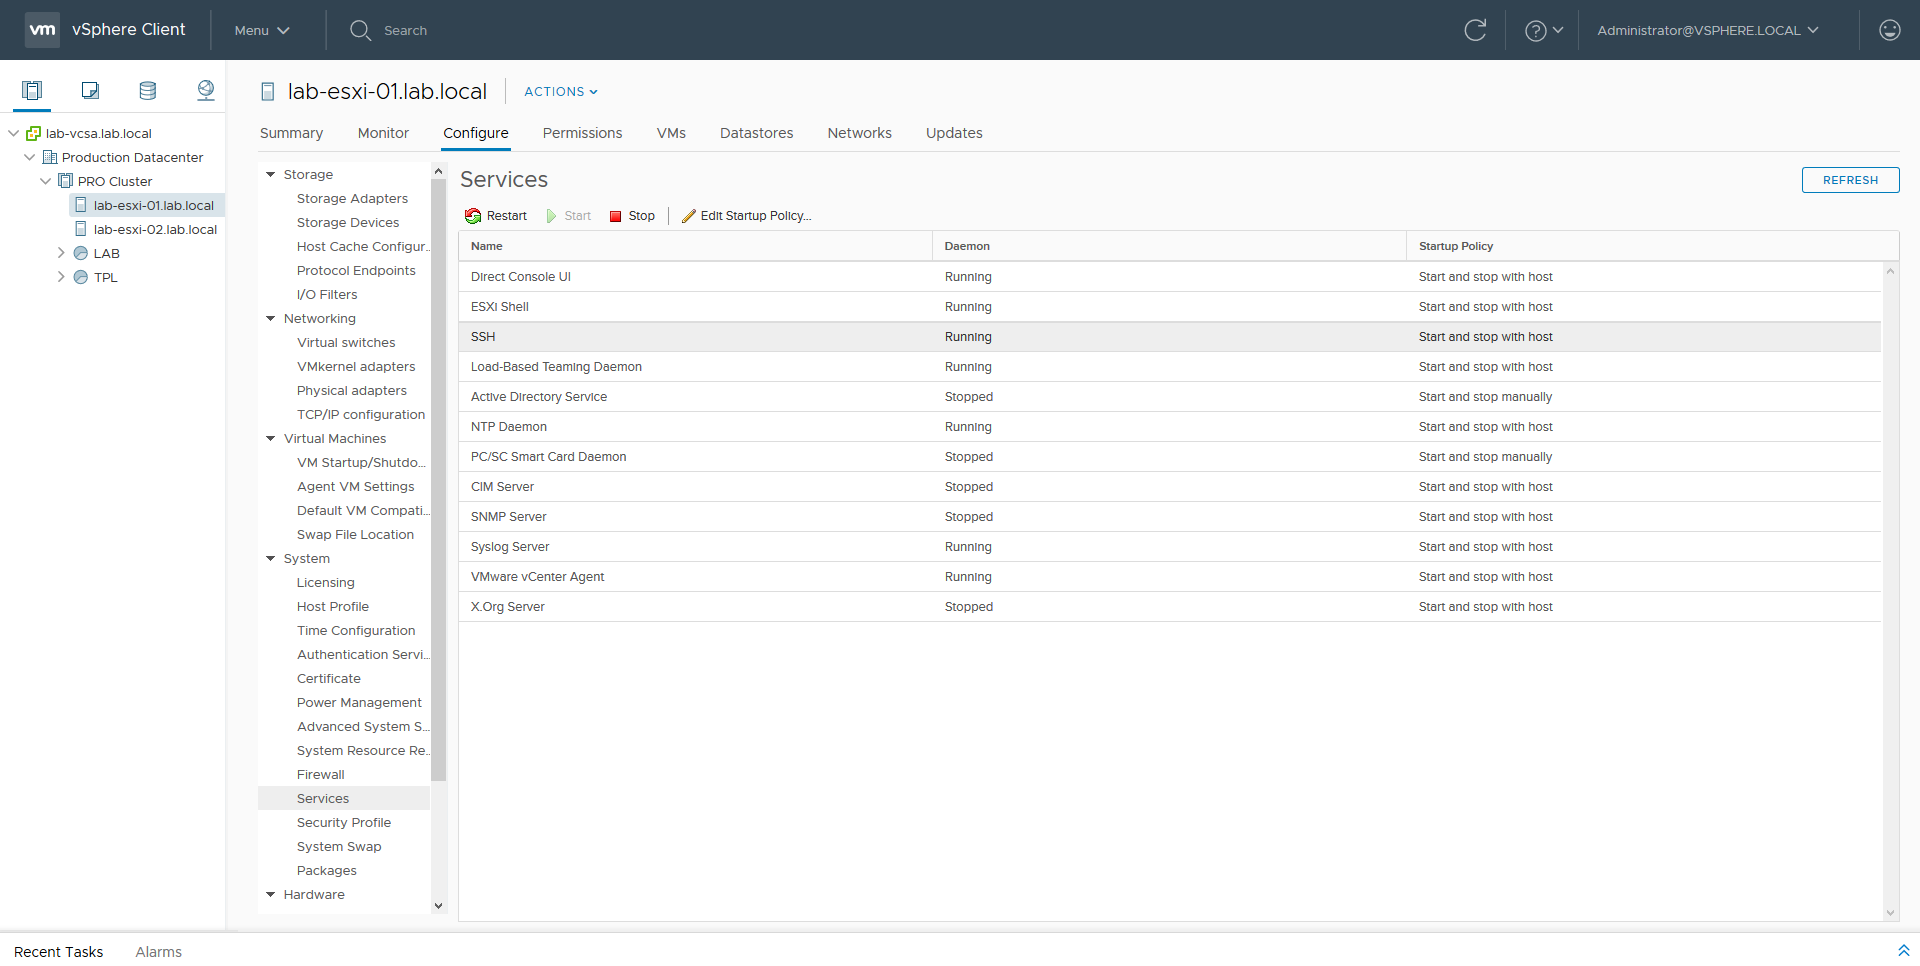 vm vSphere Client Menu Search Administrator@VSPHERE.LOCAL
lab-vcsa.lab.local
Production Datacenter
PRO Cluster
lab-esxi-01.lab.local
lab-esxi-02.lab.local
LAB
TPL
lab-esxi-01.lab.local ACTIONS
Summary Monitor Configure Permissions VMs Datastores Networks Updates
Storage
Storage Adapters
Storage Devices
Host Cache Configur...
Protocol Endpoints
I/O Filters
Networking
Virtual switches
VMkernel adapters
Physical adapters
TCP/IP configuration
Virtual Machines
VM Startup/Shutdo...
Agent VM Settings
Default VM Compati...
Swap File Location
System
Licensing
Host Profile
Time Configuration
Authentication Servi...
Certificate
Power Management
Advanced System S...
System Resource Re...
Firewall
Services
Security Profile
System Swap
Packages
Hardware
Services REFRESH
Restart Start Stop Edit Startup Policy...
Name Daemon Startup Policy
Direct Console UI Running Start and stop with host
ESXi Shell Running Start and stop with host
SSH Running Start and stop with host
Load-Based Teaming Daemon Running Start and stop with host
Active Directory Service Stopped Start and stop manually
NTP Daemon Running Start and stop with host
PC/SC Smart Card Daemon Stopped Start and stop manually
CIM Server Stopped Start and stop with host
SNMP Server Stopped Start and stop with host
Syslog Server Running Start and stop with host
VMware vCenter Agent Running Start and stop with host
X.Org Server Stopped Start and stop with host
Recent Tasks Alarms